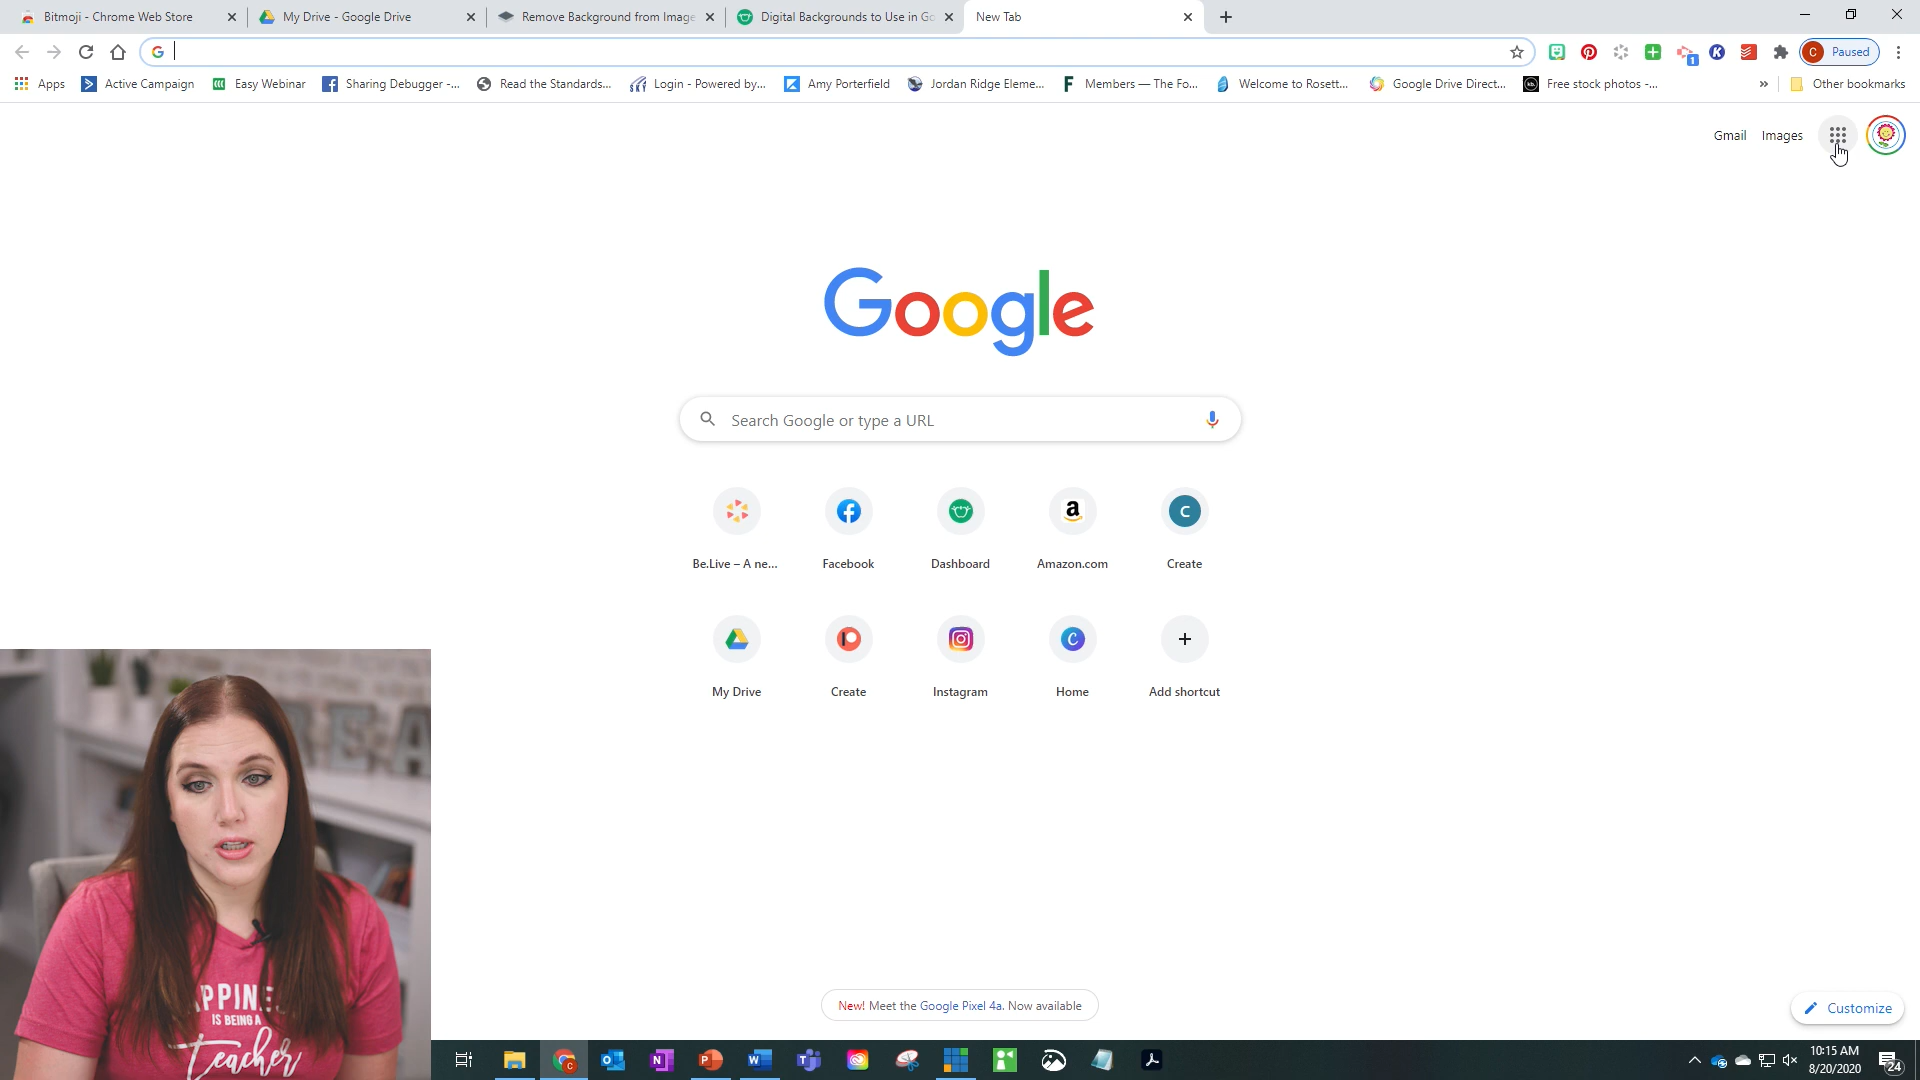 Bitmoji - Chrome Web Store
My Drive - Google Drive
Remove Background from Image
Digital Backgrounds to Use in Go
New Tab
C
Paused
Apps
Active Campaign
Easy Webinar
Sharing Debugger -...
Read the Standards...
Login - Powered by...
Amy Porterfield
Jordan Ridge Eleme...
Members — The Fo...
Welcome to Rosett...
Google Drive Direct...
Free stock photos -...
»
Other bookmarks
Gmail
Images
Google
Search Google or type a URL
Be.Live – A ne...
Facebook
Dashboard
Amazon.com
Create
My Drive
Create
Instagram
Home
Add shortcut
New! Meet the Google Pixel 4a. Now available
Customize
IS BEING A
teacher
10:15 AM
8/20/2020
24